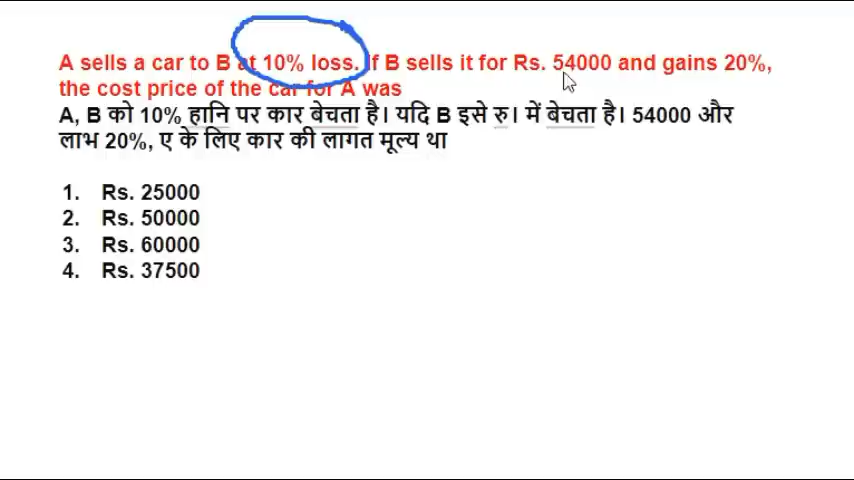 A sells a car to B at 10% loss. If B sells it for Rs. 54000 and gains 20%,
the cost price of the car for A was
A, B को 10% हानि पर कार बेचता है। यदि B इसे रु। में बेचता है। 54000 और
लाभ 20%, ए के लिए कार की लागत मूल्य था
1. Rs. 25000
2. Rs. 50000
3. Rs. 60000
4. Rs. 37500